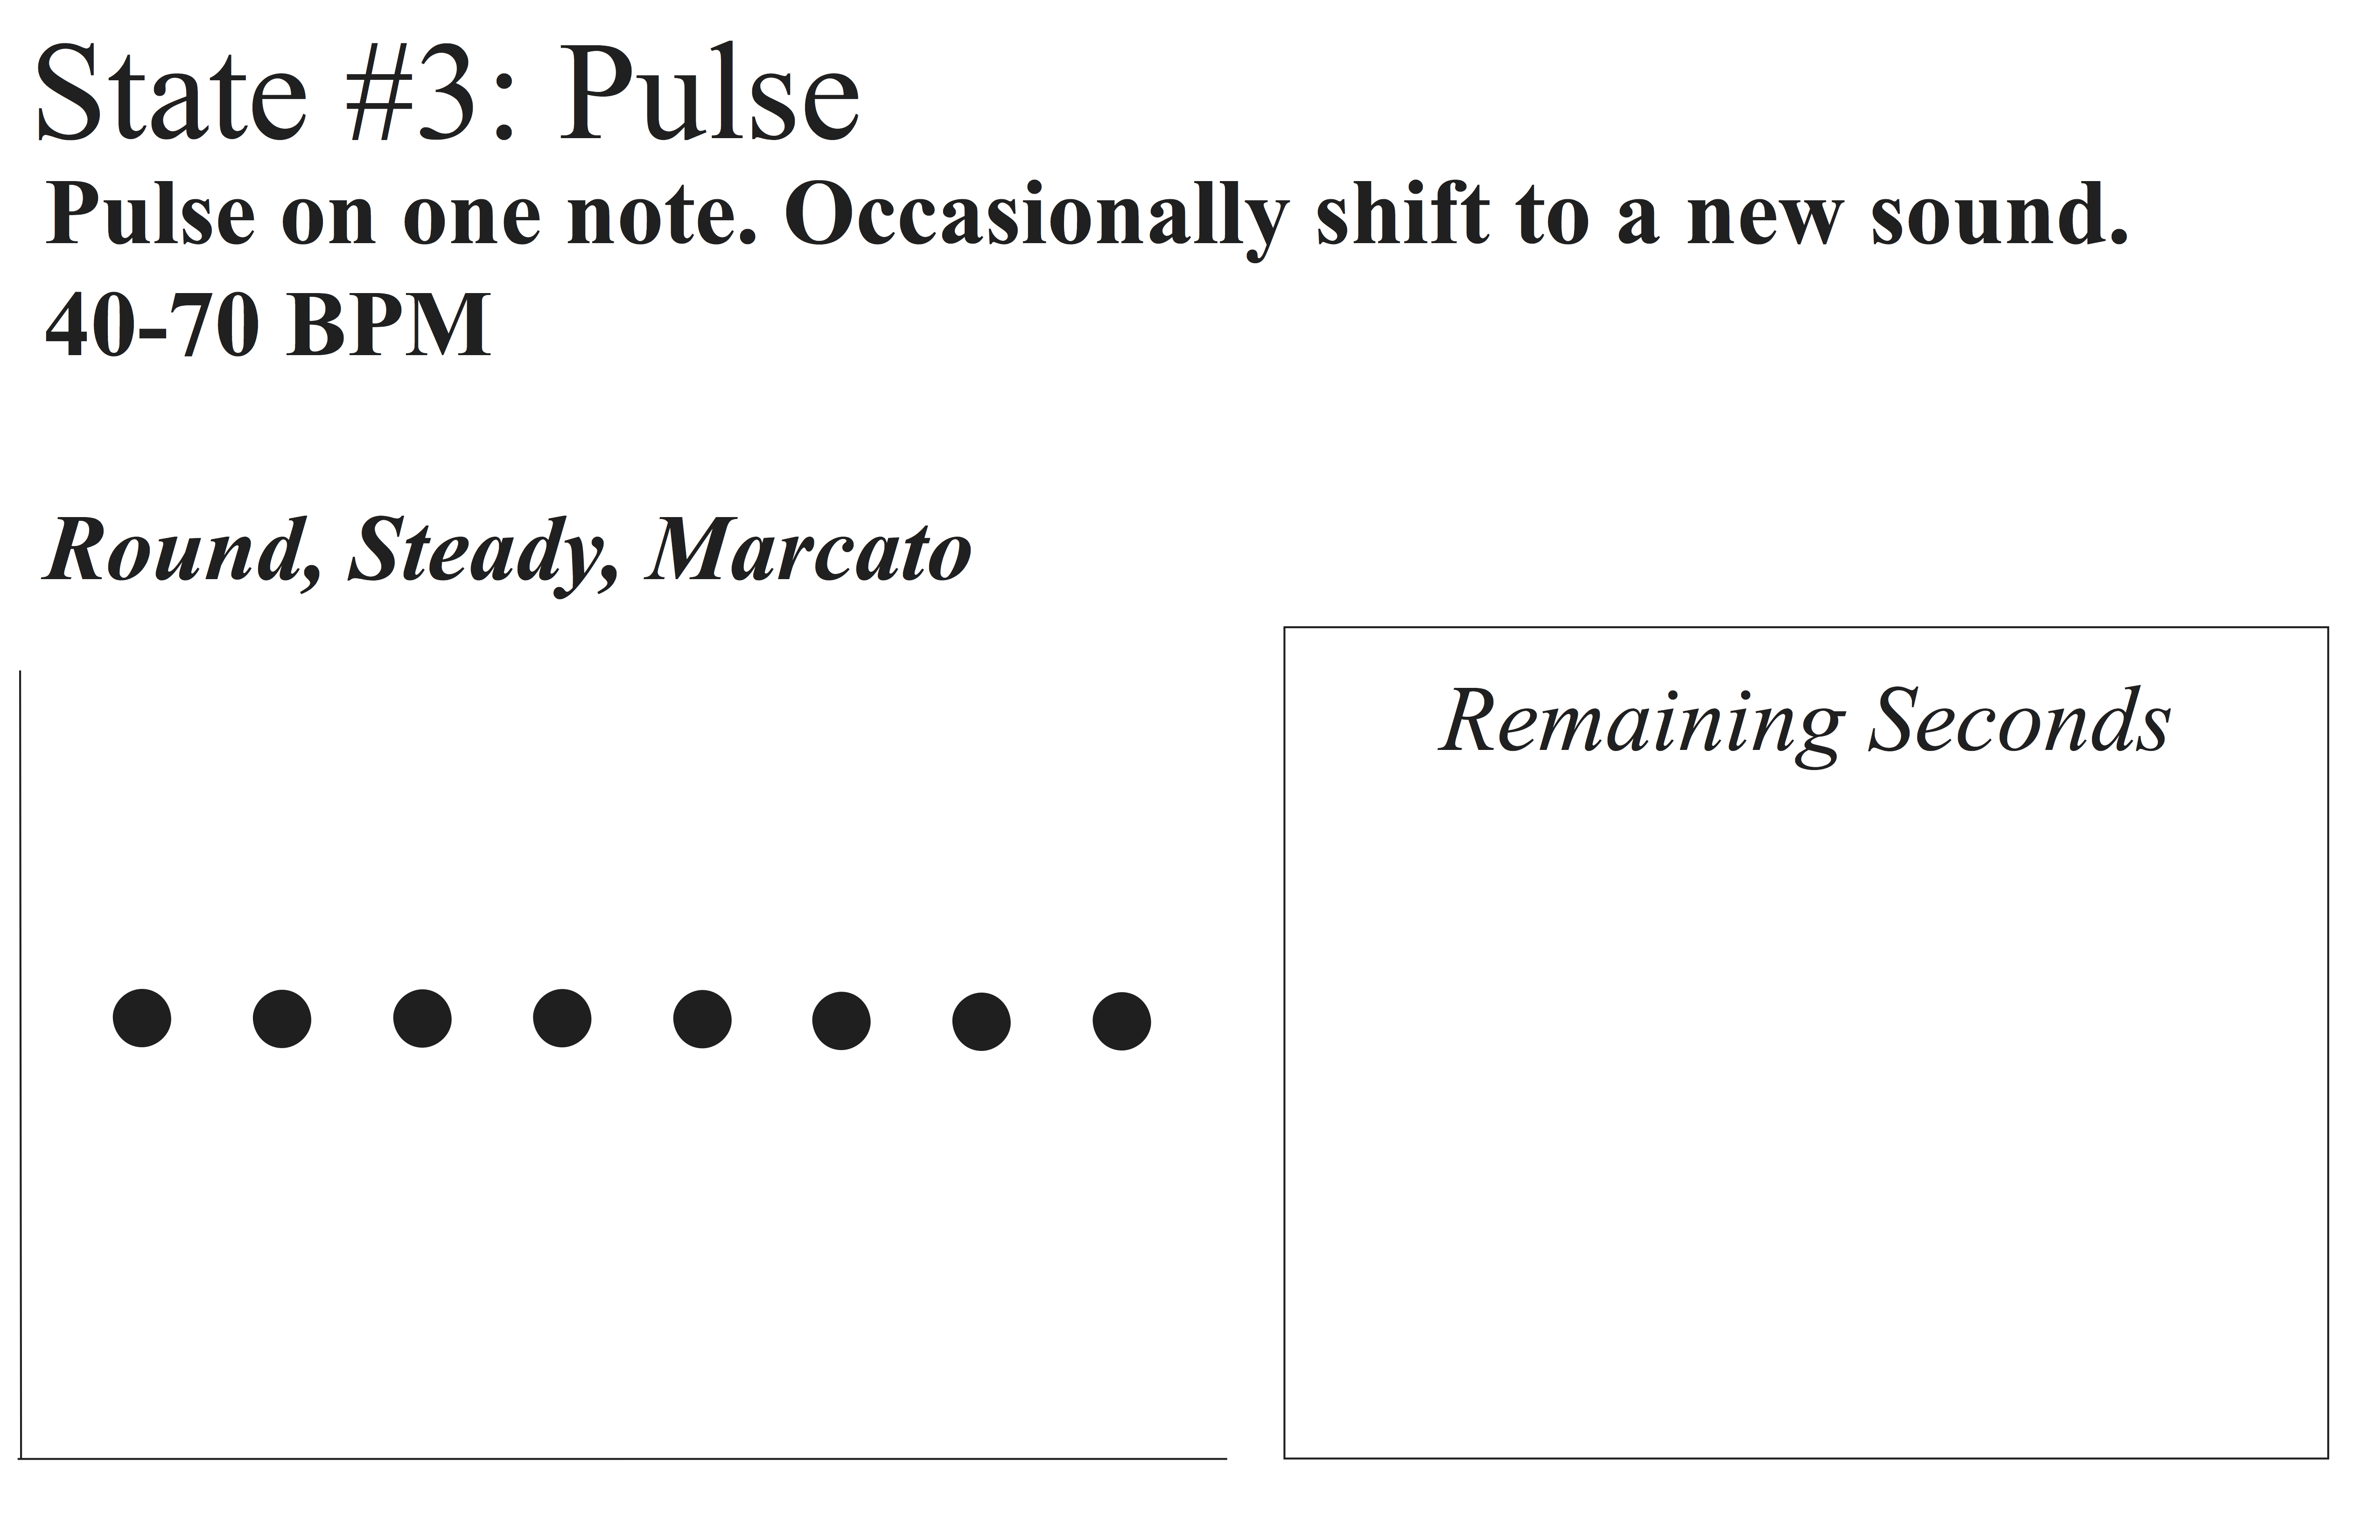 State #3: Pulse
Pulse on one note. Occasionally shift to a new sound.
40-70 BPM
Round, Steady, Marcato
Remaining Seconds